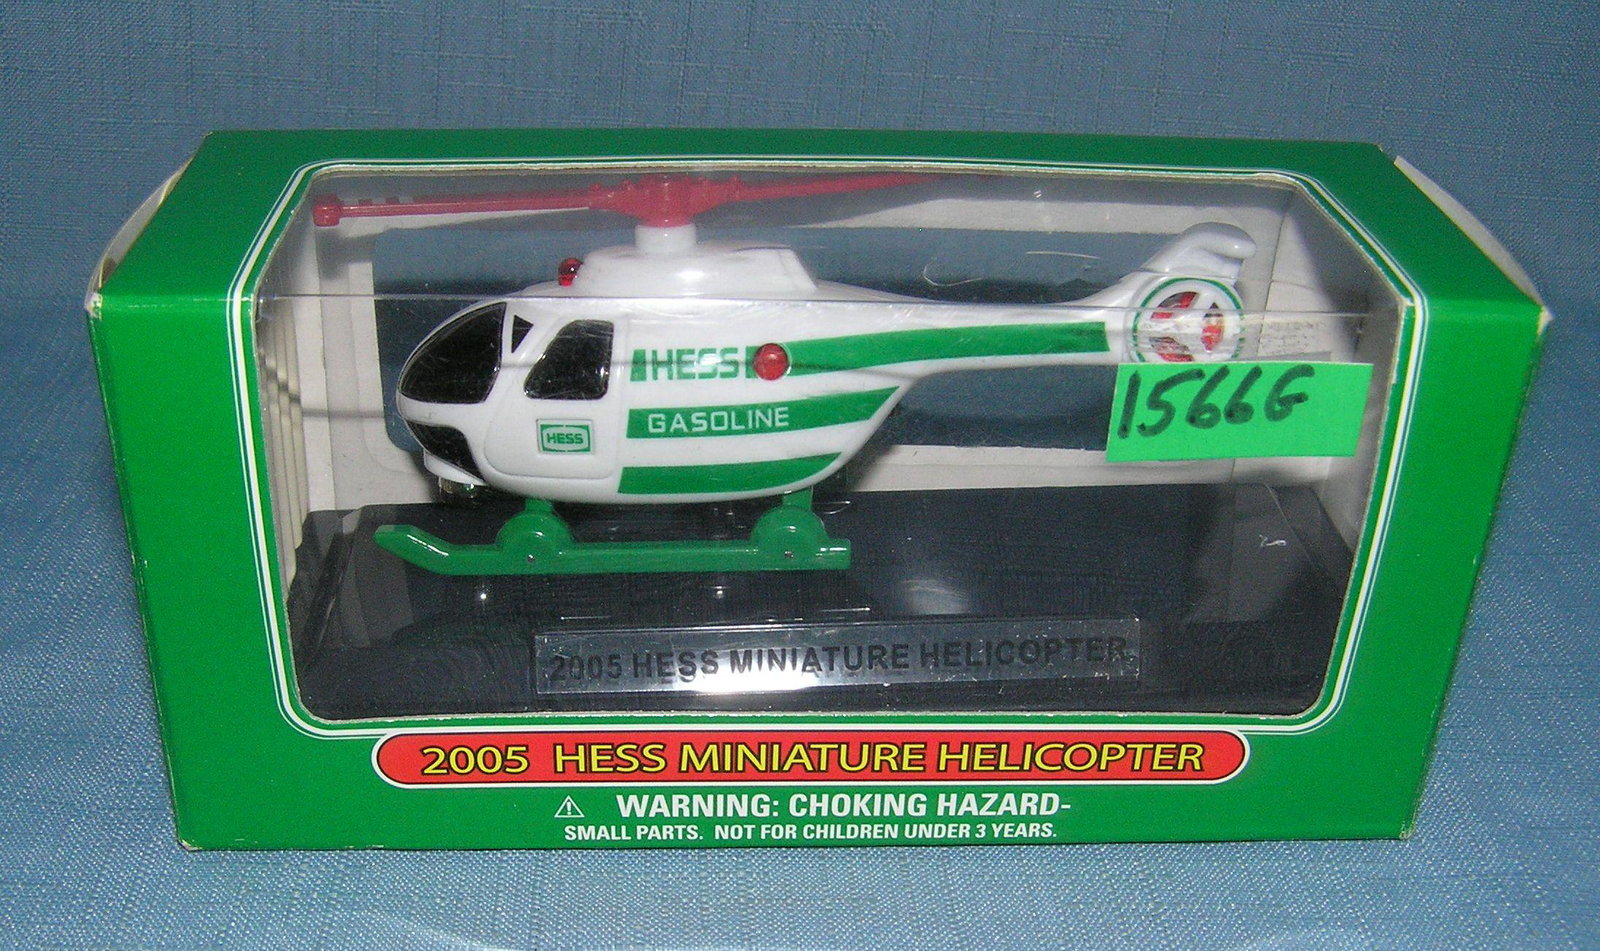 HESS
GASOLINE
HESS
1566G
2005 HESS MINIATURE HELICOPTER
2005 HESS MINIATURE HELICOPTER
WARNING: CHOKING HAZARD-
SMALL PARTS. NOT FOR CHILDREN UNDER 3 YEARS.